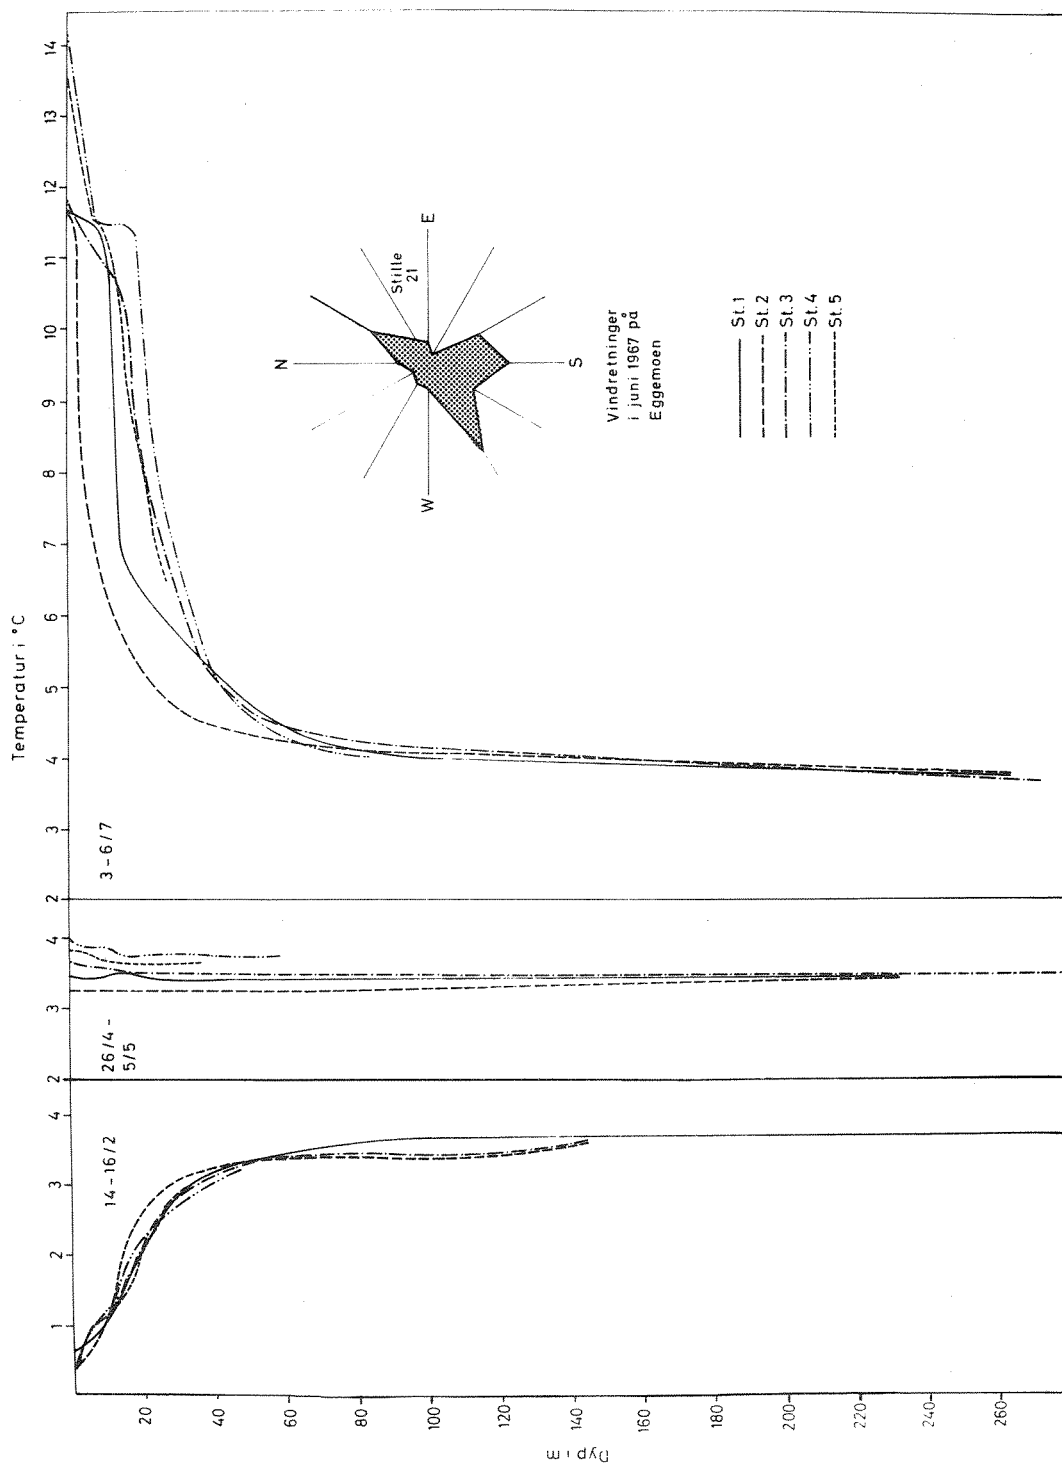 Temperatur i °C
1 2 3 4
2 3 4
2 3 4 5 6 7 8 9 10 11 12 13 14
14-16/2
26/4-
5/5
3-6/7
Dyp i m
20
40
60
80
100
120
140
160
180
200
220
240
260
N
E
S
W
Stille
21
Vindretninger
i juni 1967 på
Eggemoen
St.1
St.2
St.3
St.4
St.5